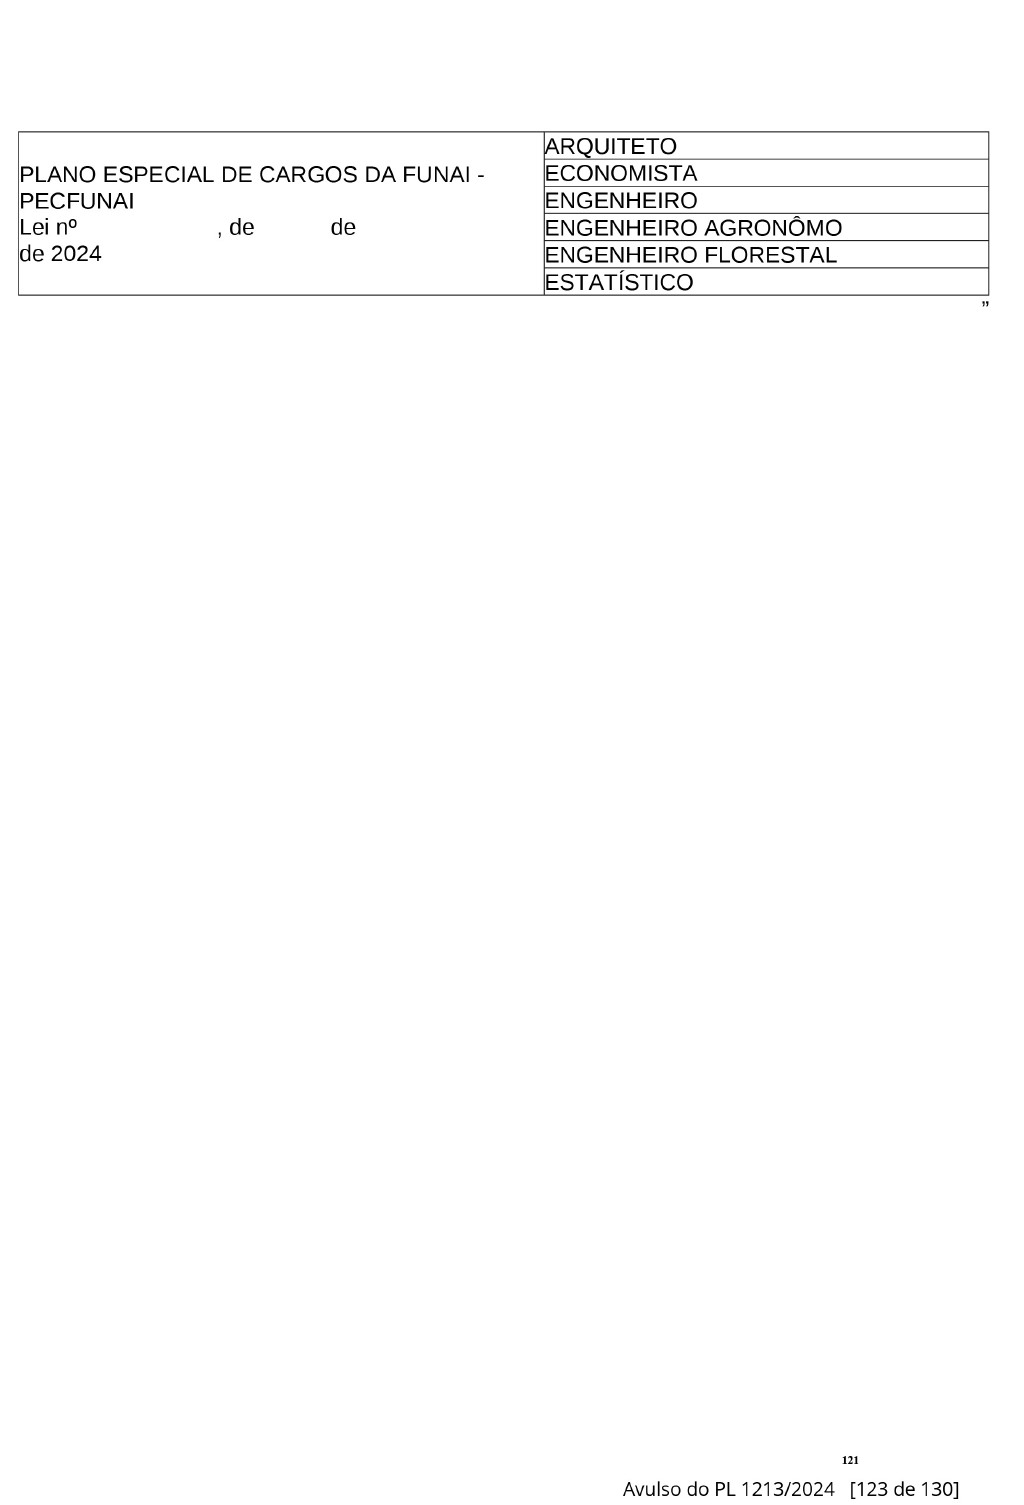 PLANO ESPECIAL DE CARGOS DA FUNAI -
PECFUNAI
Lei nº , de de
de 2024
ARQUITETO
ECONOMISTA
ENGENHEIRO
ENGENHEIRO AGRONÔMO
ENGENHEIRO FLORESTAL
ESTATÍSTICO
”
121
Avulso do PL 1213/2024 [123 de 130]